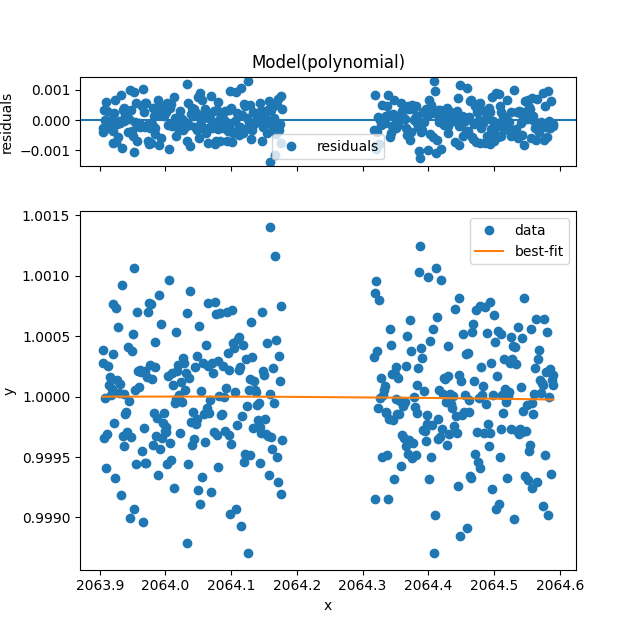 Model(polynomial)
residuals
0.001
0.000
−0.001
residuals
y
1.0015
1.0010
1.0005
1.0000
0.9995
0.9990
data
best-fit
2063.9 2064.0 2064.1 2064.2 2064.3 2064.4 2064.5 2064.6
x